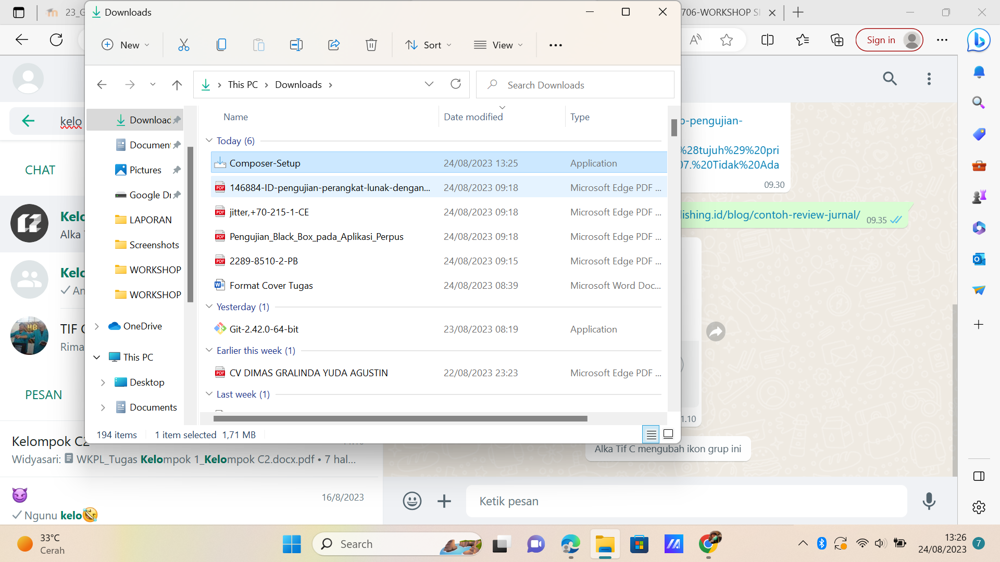 23_G
Downloads
706-WORKSHOP S
New
Sort
View
Sign in
This PC
Downloads
Search Downloads
kelo
Name
Date modified
Type
Downloac
Today (6)
p-pengujian-
Documen
Composer-Setup
24/08/2023 13:25
Application
%28tujuh%29%20pri
07.%20Tidak%20Ada
CHAT
Pictures
146884-ID-pengujian-perangkat-lunak-dengan...
24/08/2023 09:18
Microsoft Edge PDF ...
09.30
Google Dr
jitter,+70-215-1-CE
24/08/2023 09:18
Microsoft Edge PDF ...
Kelo
LAPORAN
lishing.id/blog/contoh-review-jurnal/
09.35
Alka
Pengujian_Black_Box_pada_Aplikasi_Perpus
24/08/2023 09:18
Microsoft Edge PDF ...
Screenshots
2289-8510-2-PB
24/08/2023 09:15
Microsoft Edge PDF ...
Kelo
WORKSHOP
Format Cover Tugas
24/08/2023 08:39
Microsoft Word Doc...
An
WORKSHOP
Yesterday (1)
TIF C
OneDrive
Git-2.42.0-64-bit
23/08/2023 08:19
Application
Rima
Earlier this week (1)
This PC
CV DIMAS GRALINDA YUDA AGUSTIN
22/08/2023 23:23
Microsoft Edge PDF ...
Desktop
PESAN
Last week (1)
Documents
1.10
194 items
1 item selected
1,71 MB
Kelompok C2
Alka Tif C mengubah ikon grup ini
Widyasari: WKPL_Tugas Kelompok 1_Kelompok C2.docx.pdf • 7 hal...
16/8/2023
Ngunu kelo
Ketik pesan
33°C
Cerah
Search
13:26
24/08/2023
7